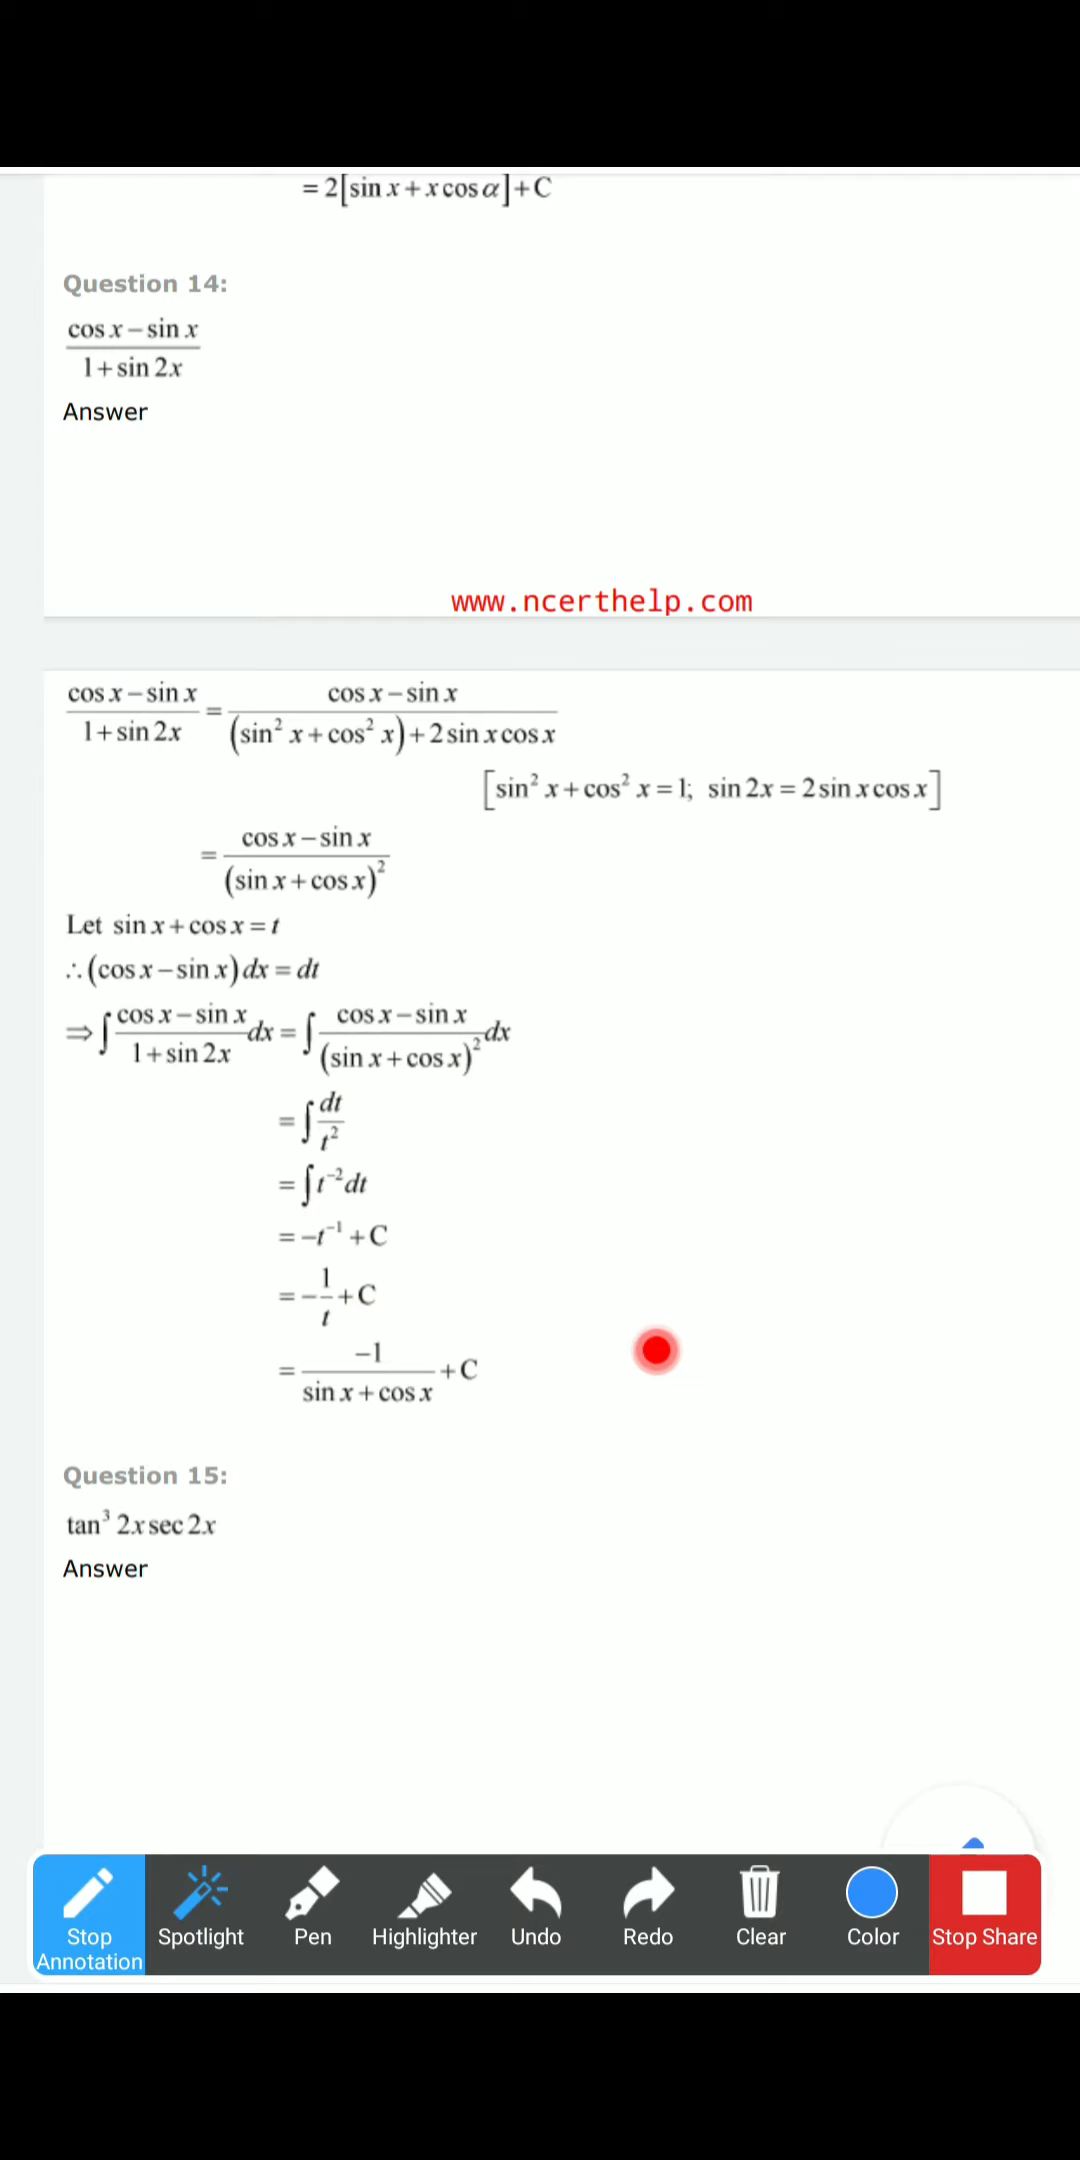 = 2[sin x + x cos α] + C
Question 14:
cos x − sin x
1 + sin 2x
Answer
www.ncerthelp.com
cos x − sin x / 1 + sin 2x = cos x − sin x / (sin² x + cos² x) + 2 sin x cos x
[sin² x + cos² x = 1; sin 2x = 2 sin x cos x]
= cos x − sin x / (sin x + cos x)²
Let sin x + cos x = t
∴ (cos x − sin x) dx = dt
⇒ ∫ cos x − sin x / 1 + sin 2x dx = ∫ cos x − sin x / (sin x + cos x)² dx
= ∫ dt / t²
= ∫ t⁻² dt
= −t⁻¹ + C
= − 1 / t + C
= −1 / sin x + cos x + C
Question 15:
tan³ 2x sec 2x
Answer
Stop Annotation
Spotlight
Pen
Highlighter
Undo
Redo
Clear
Color
Stop Share